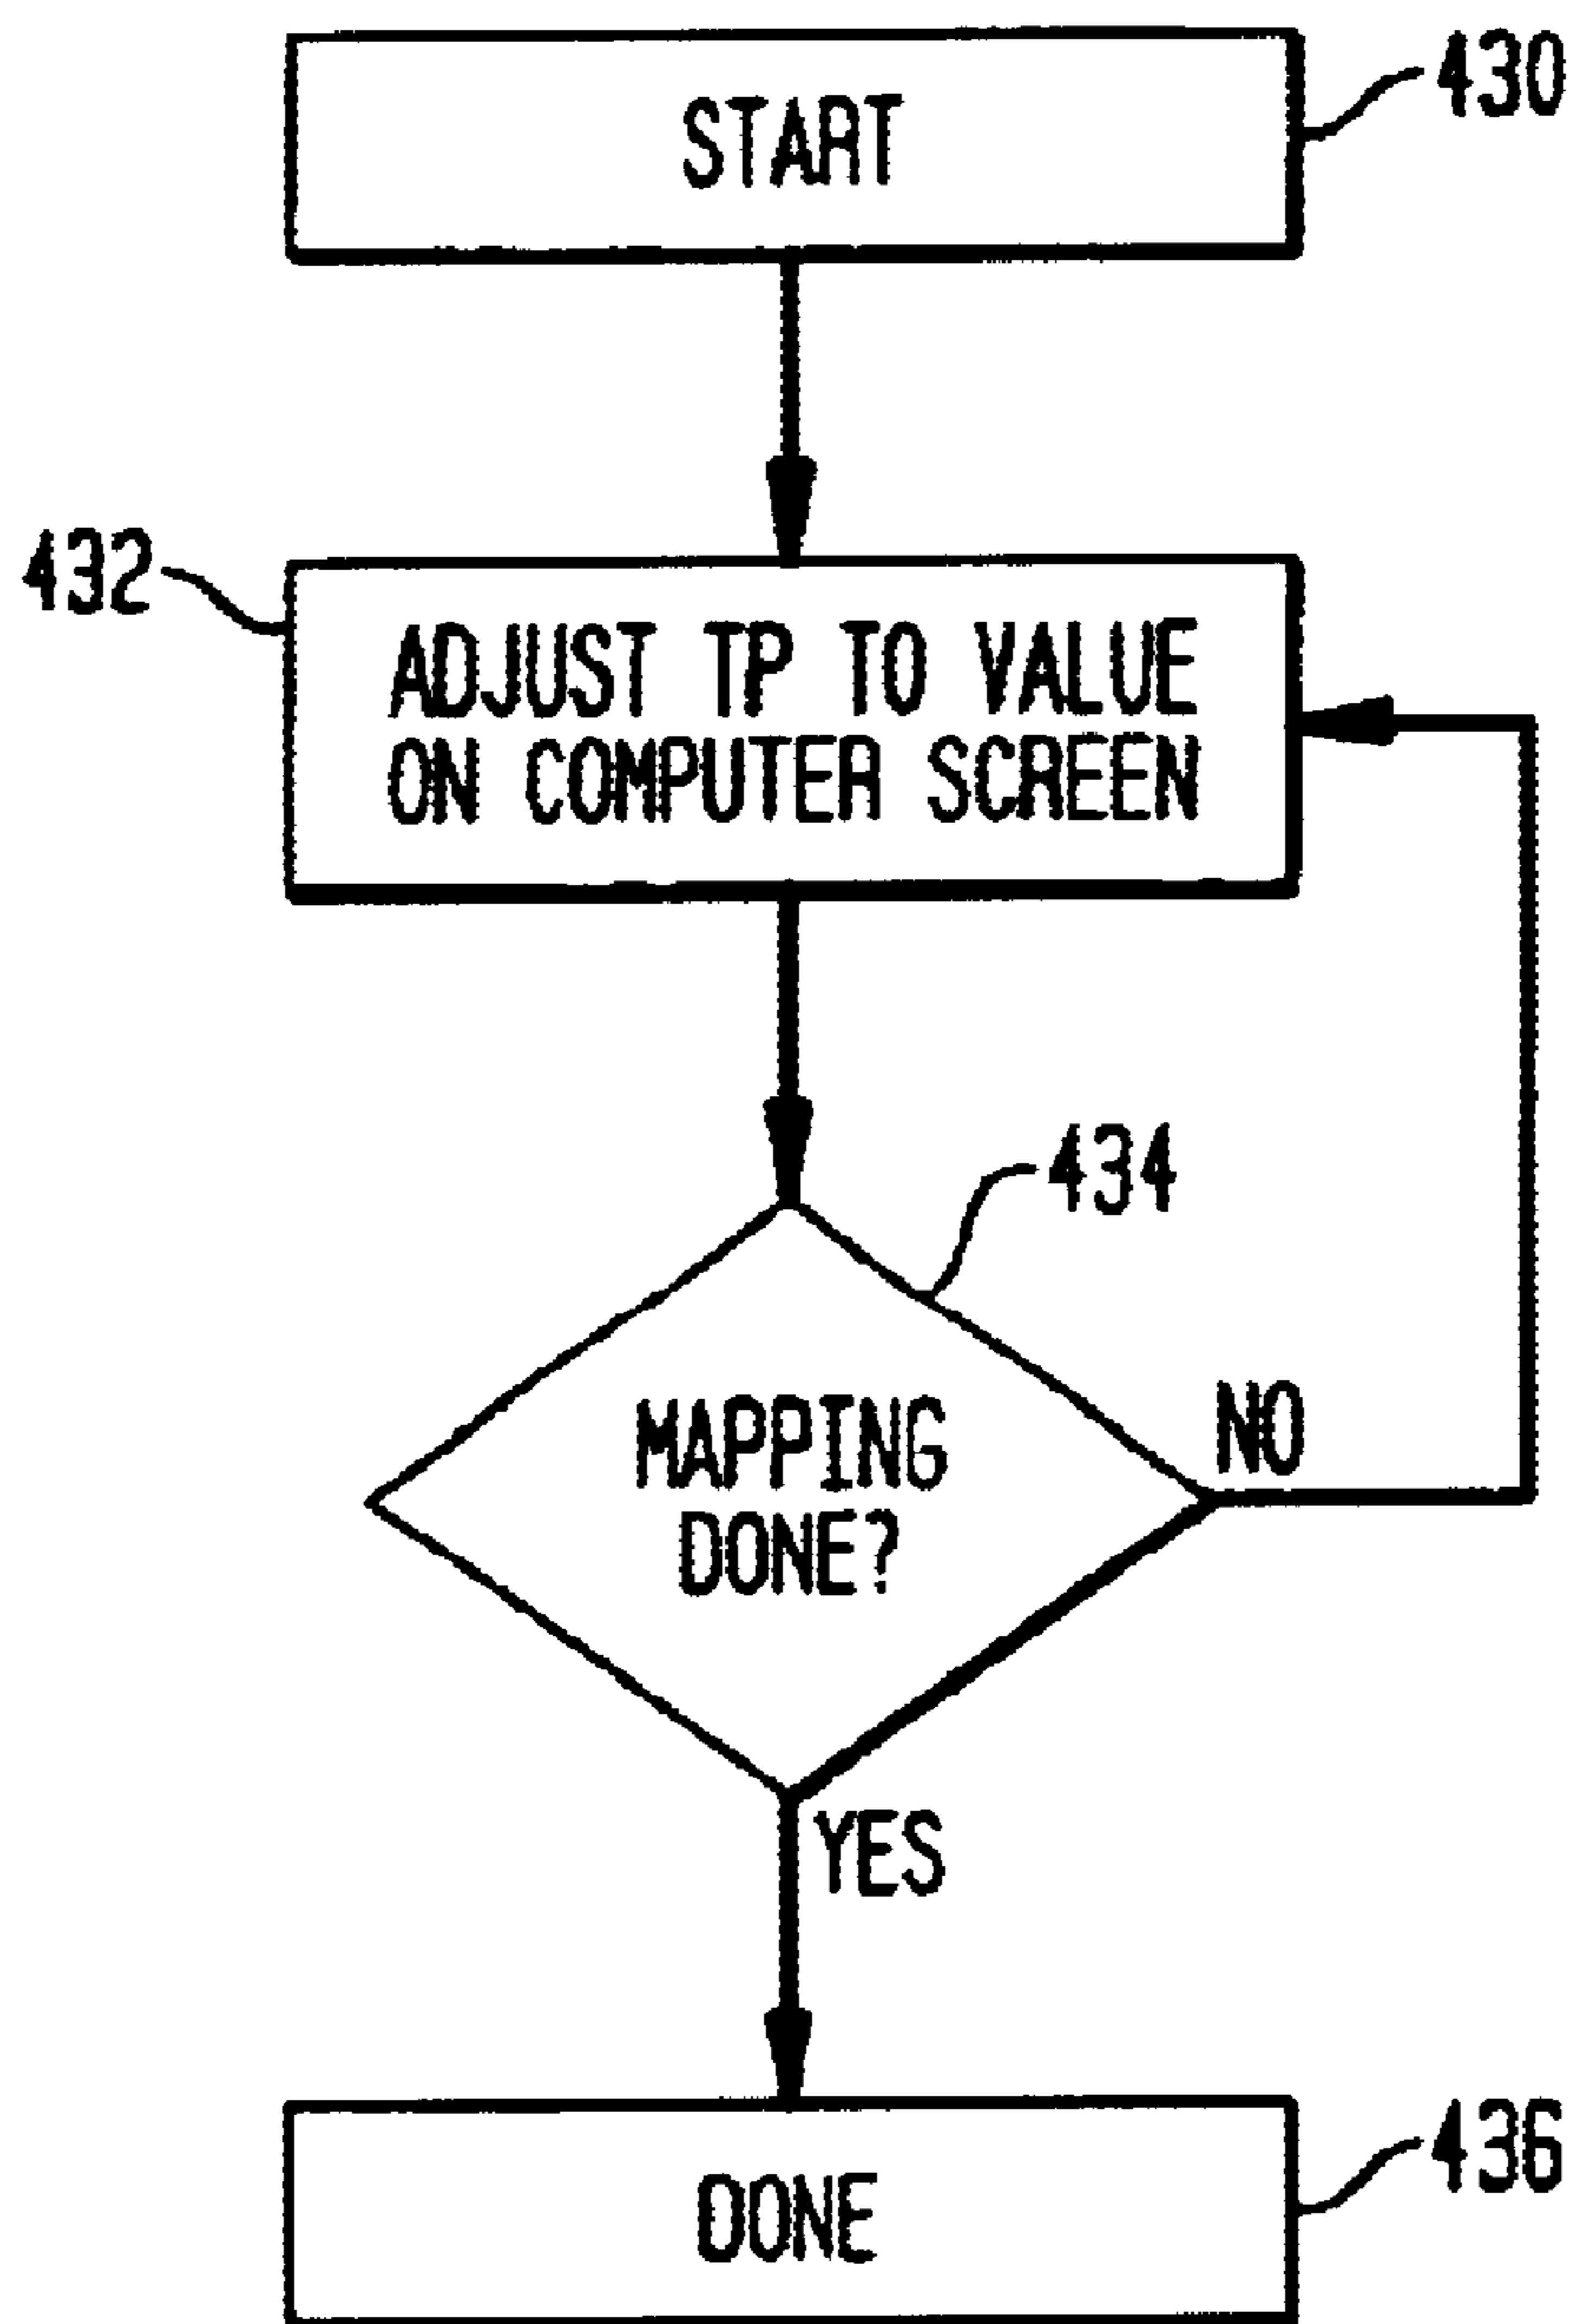 START
430
432
ADJUST TP TO VALUE
ON COMPUTER SCREEN
434
MAPPING
DONE?
NO
YES
DONE
436